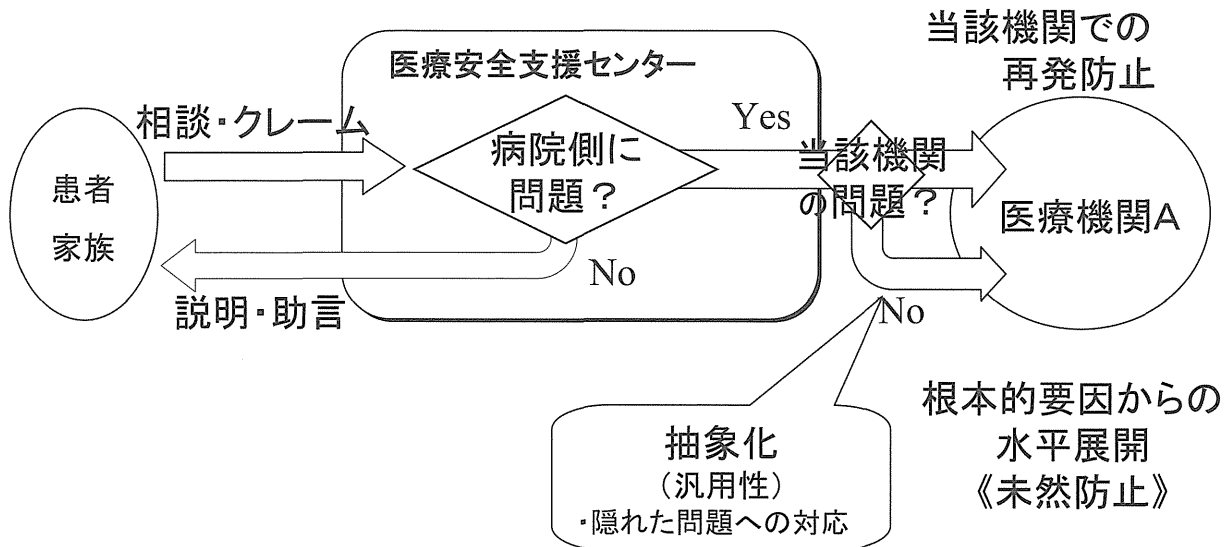 当該機関での
再発防止
医療安全支援センター
相談・クレーム
Yes
病院側に
問題？
当該機関
の問題？
患者
家族
医療機関A
No
説明・助言
No
根本的要因からの
水平展開
《未然防止》
抽象化
（汎用性）
・隠れた問題への対応